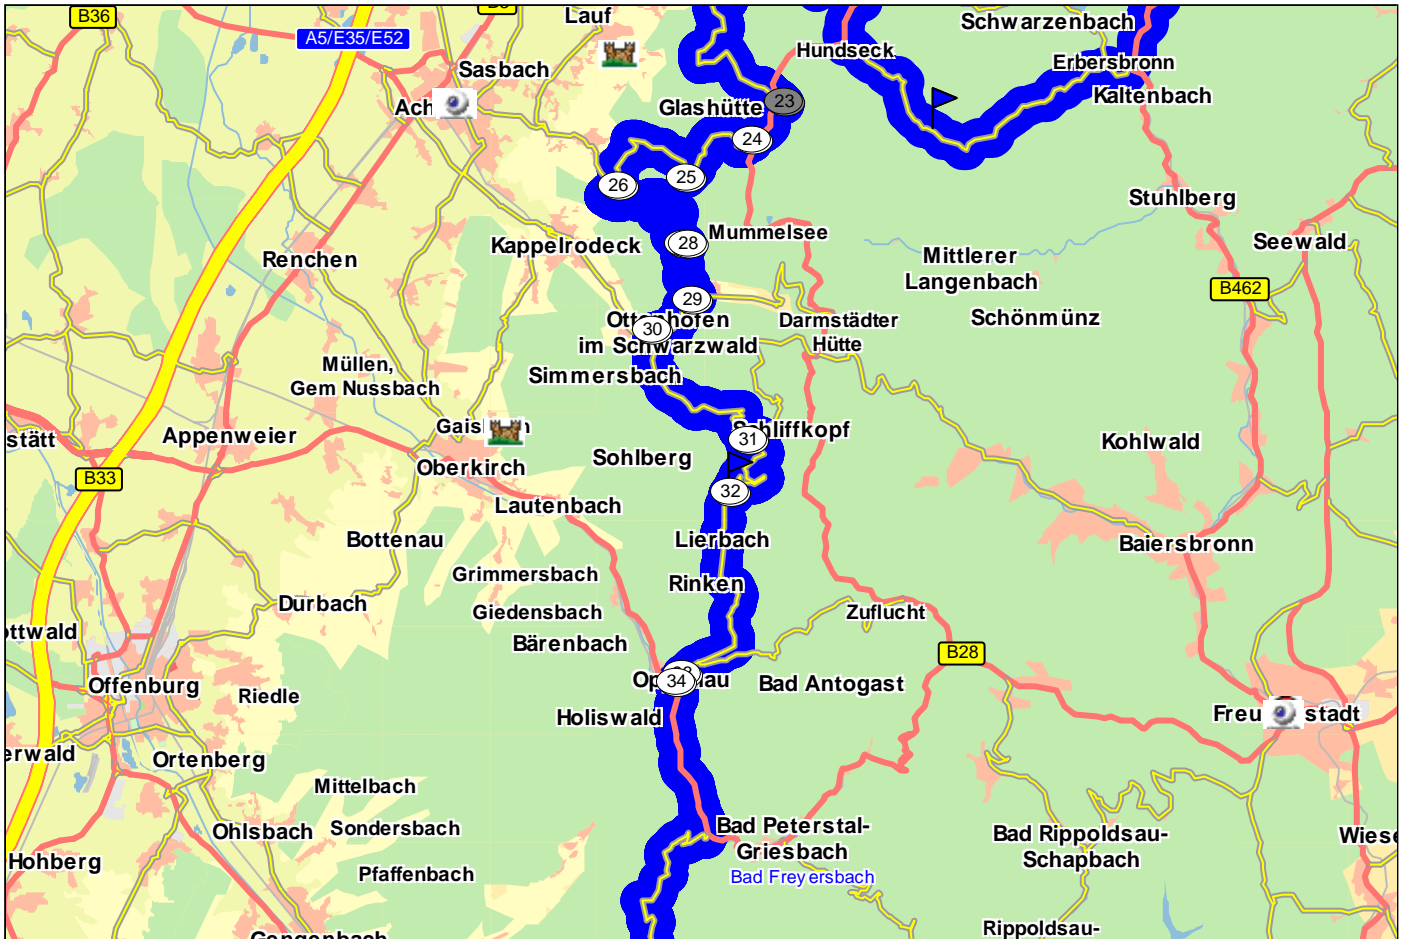 B36
Lauf
Schwarzenbach
A5/E35/E52
Hundseck
Erbersbronn
Sasbach
Kaltenbach
Glashütte
23
24
25
26
Stuhlberg
Kappelrodeck
28
Mummelsee
Seewald
Renchen
Mittlerer
Langenbach
B462
29
30
im Schwarzwald
Darmstädter
Hütte
Schönmünz
Müllen,
Gem Nussbach
Simmersbach
Appenweier
31
Kohlwald
Oberkirch
Sohlberg
B33
32
Lautenbach
Bottenau
Lierbach
Baiersbronn
Grimmersbach
Rinken
Durbach
Giedensbach
Zuflucht
Bärenbach
B28
34
Offenburg
Riedle
Bad Antogast
Holiswald
Ortenberg
Mittelbach
Ohlsbach
Sondersbach
Bad Peterstal-
Griesbach
Bad Rippoldsau-
Schapbach
Hohberg
Pfaffenbach
Bad Freyersbach
Rippoldsau-
Gengenbach